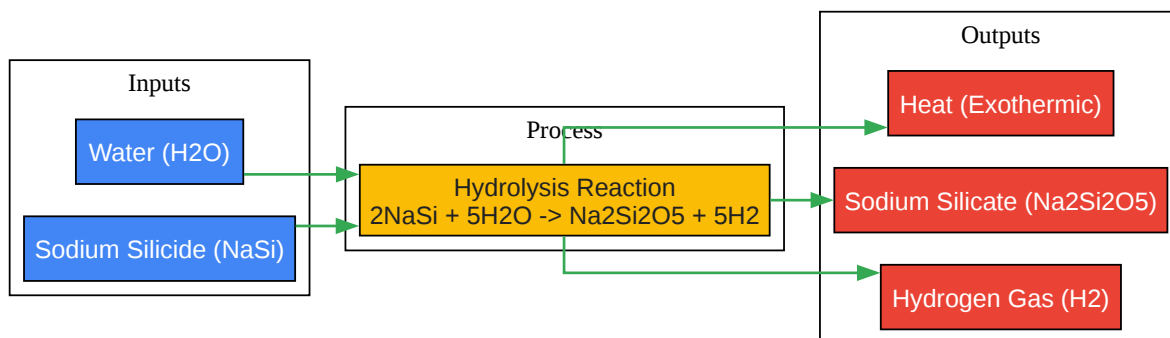 Inputs
Water (H2O)
Sodium Silicide (NaSi)
Process
Hydrolysis Reaction
2NaSi + 5H2O -> Na2Si2O5 + 5H2
Outputs
Heat (Exothermic)
Sodium Silicate (Na2Si2O5)
Hydrogen Gas (H2)